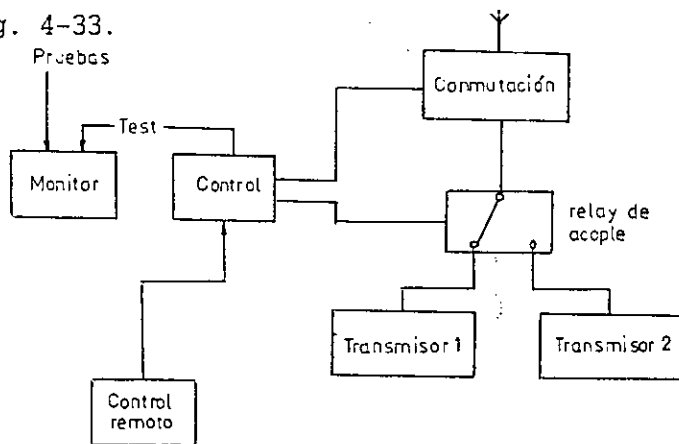 g. 4-33.
Pruebas
Test
Monitor
Control
Conmutación
relay de
acople
Transmisor 1
Transmisor 2
Control
remoto